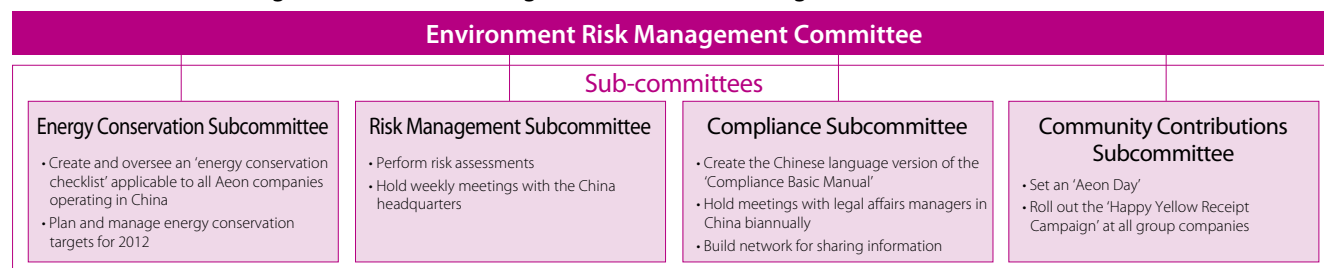 Environment Risk Management Committee
Sub-committees
Energy Conservation Subcommittee
• Create and oversee an ‘energy conservation
checklist’ applicable to all Aeon companies
operating in China
• Plan and manage energy conservation
targets for 2012
Risk Management Subcommittee
• Perform risk assessments
• Hold weekly meetings with the China
headquarters
Compliance Subcommittee
• Create the Chinese language version of the
‘Compliance Basic Manual’
• Hold meetings with legal affairs managers in
China biannually
• Build network for sharing information
Community Contributions
Subcommittee
• Set an ‘Aeon Day’
• Roll out the ‘Happy Yellow Receipt
Campaign’ at all group companies